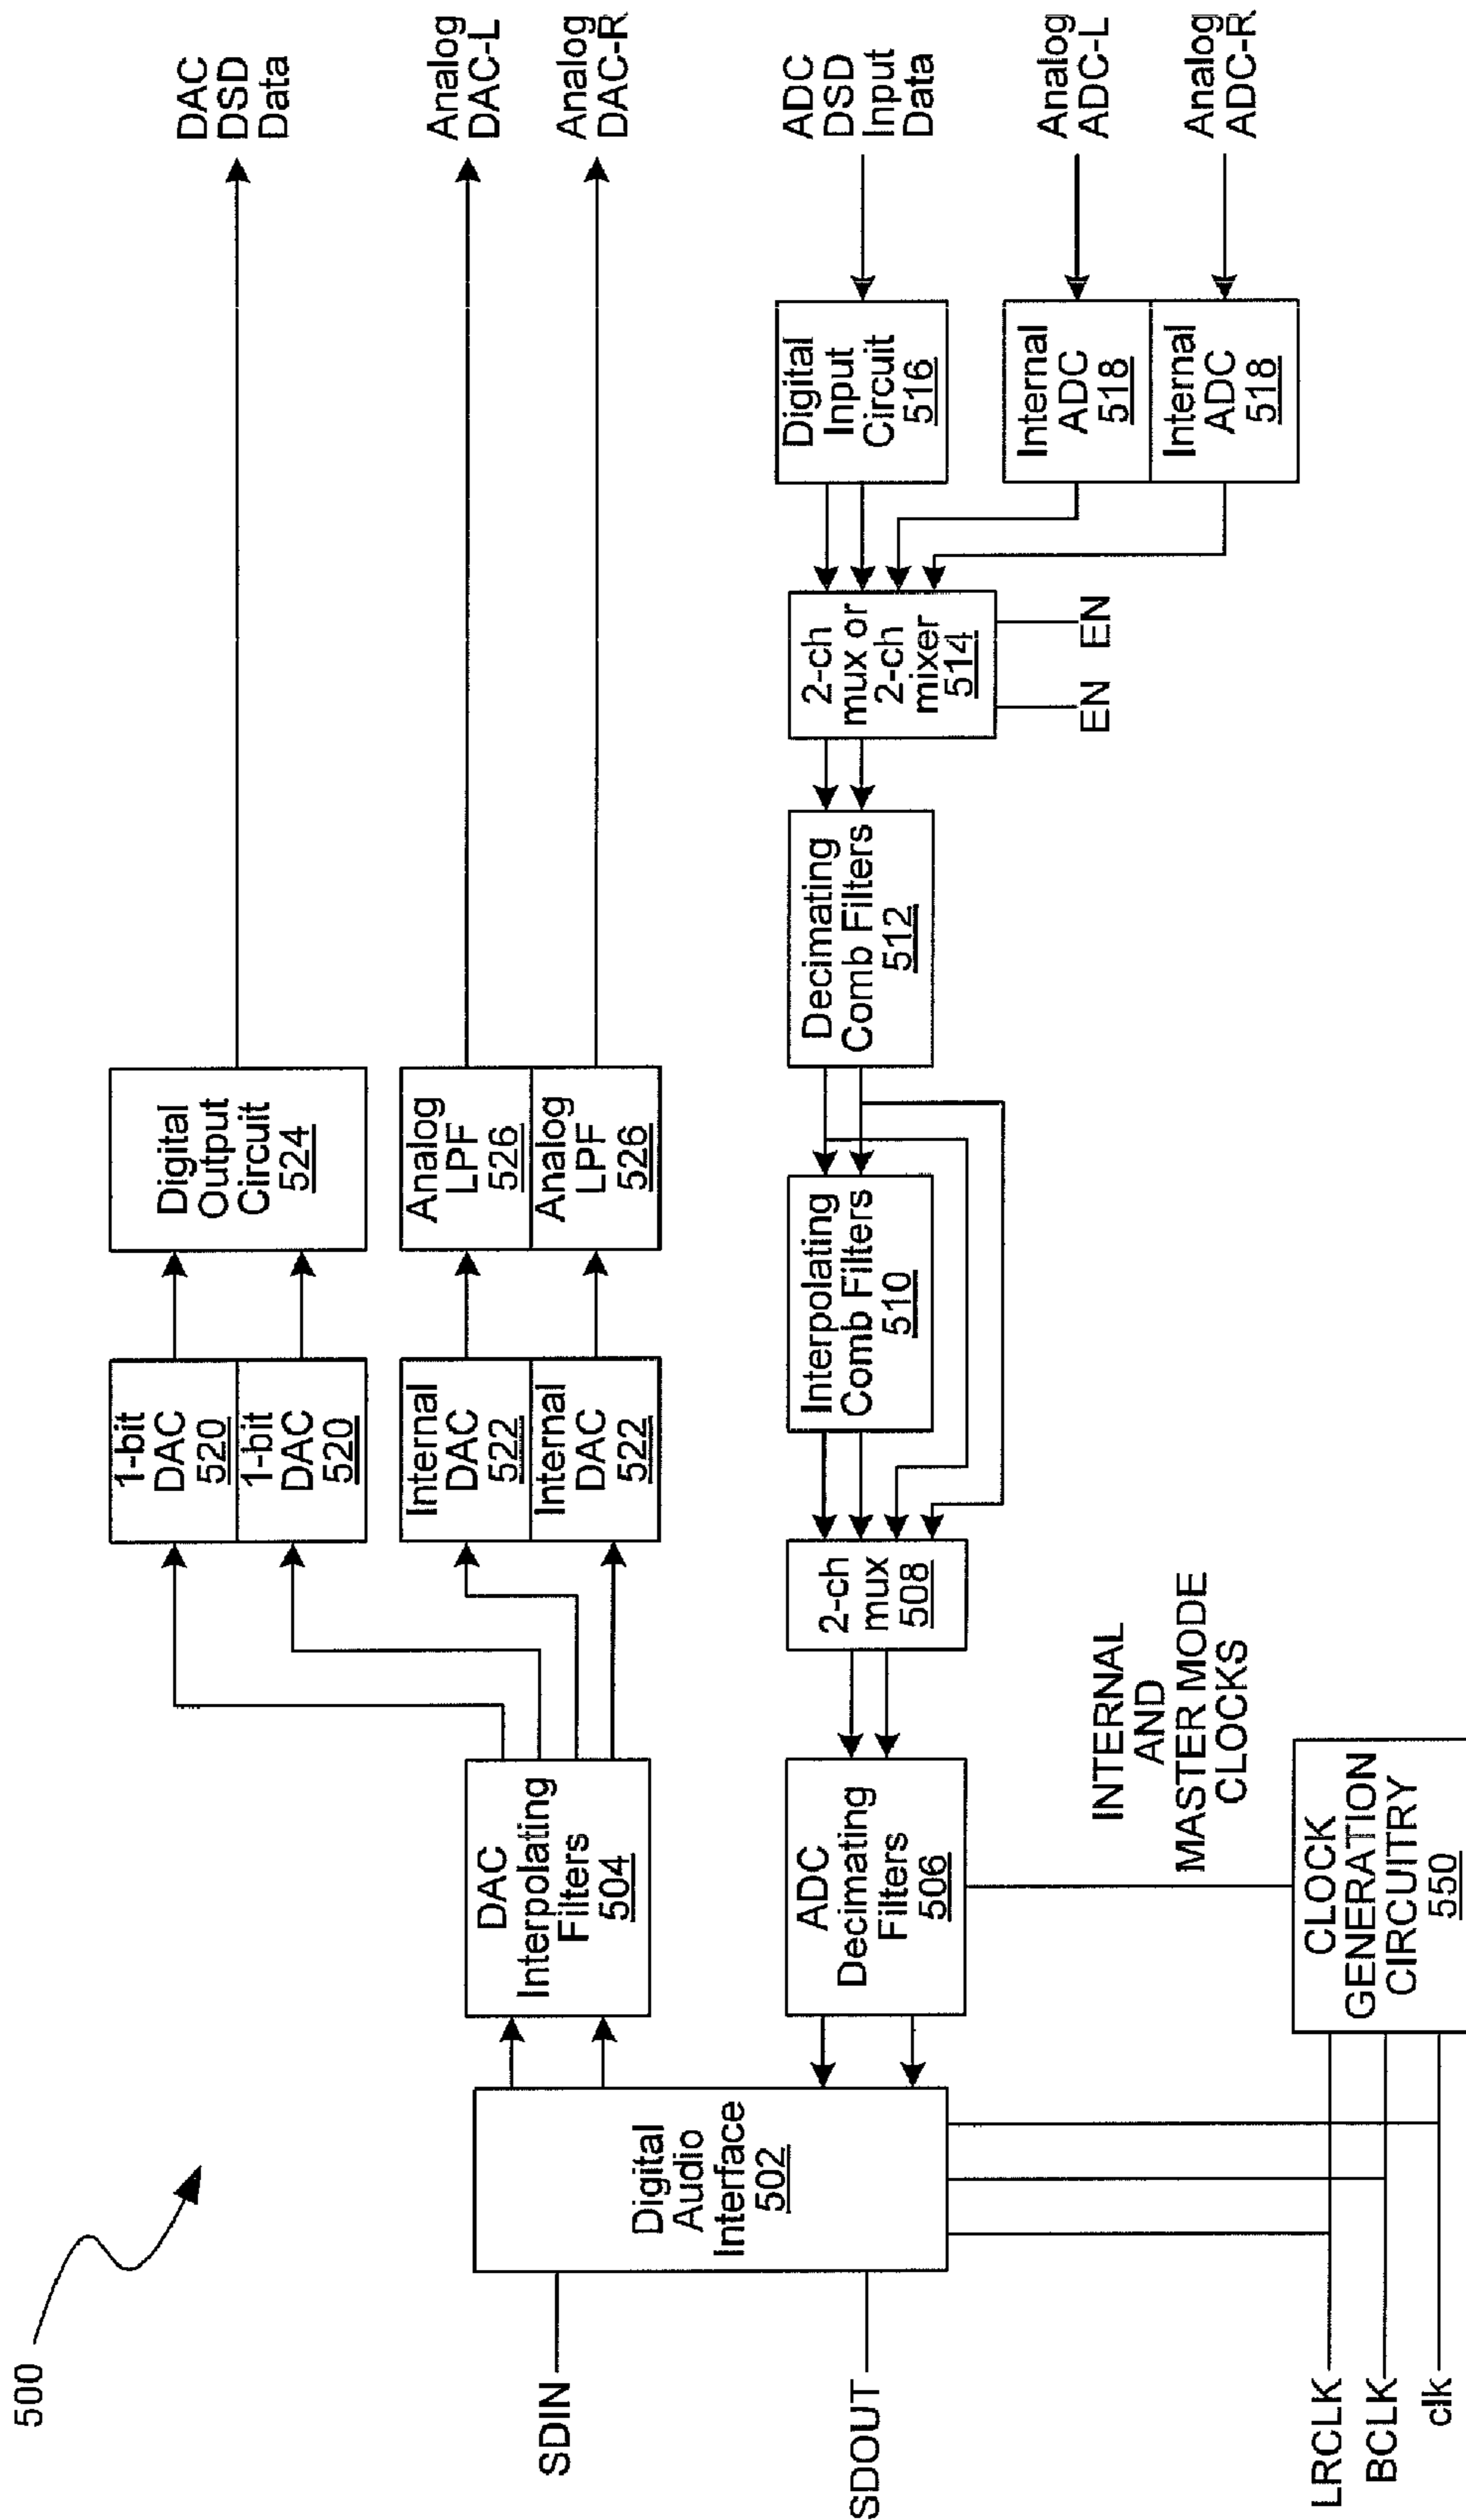 500
SDIN
SDOUT
LRCLK
BCLK
clk
Digital
Audio
Interface
502
DAC
Interpolating
Filters
504
ADC
Decimating
Filters
506
CLOCK
GENERATION
CIRCUITRY
550
INTERNAL
AND
MASTER MODE
CLOCKS
1-bit
DAC
520
1-bit
DAC
520
Internal
DAC
522
Internal
DAC
522
2-ch
mux
508
Interpolating
Comb Filters
510
Digital
Output
Circuit
524
Analog
LPF
526
Analog
LPF
526
Decimating
Comb Filters
512
2-ch
mux or
2-ch
mixer
514
EN
EN
Digital
Input
Circuit
516
Internal
ADC
518
Internal
ADC
518
DAC
DSD
Data
Analog
DAC-L
Analog
DAC-R
ADC
DSD
Input
Data
Analog
ADC-L
Analog
ADC-R